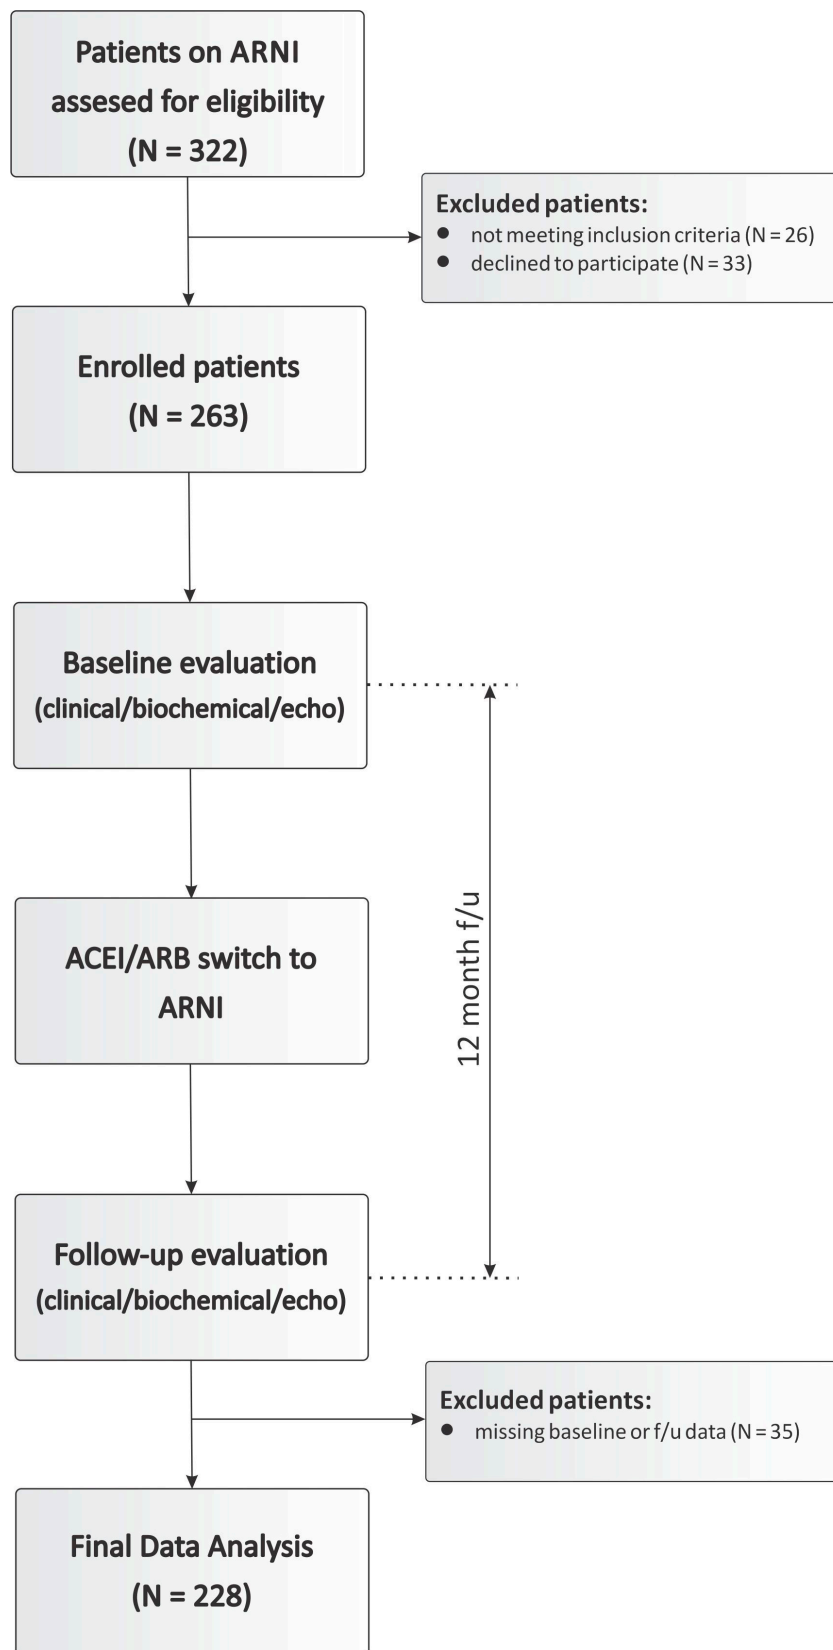 Patients on ARNI
assesed for eligibility
(N = 322)
Excluded patients:
● not meeting inclusion criteria (N = 26)
● declined to participate (N = 33)
Enrolled patients
(N = 263)
Baseline evaluation
(clinical/biochemical/echo)
ACEI/ARB switch to
ARNI
12 month f/u
Follow-up evaluation
(clinical/biochemical/echo)
Excluded patients:
● missing baseline or f/u data (N = 35)
Final Data Analysis
(N = 228)